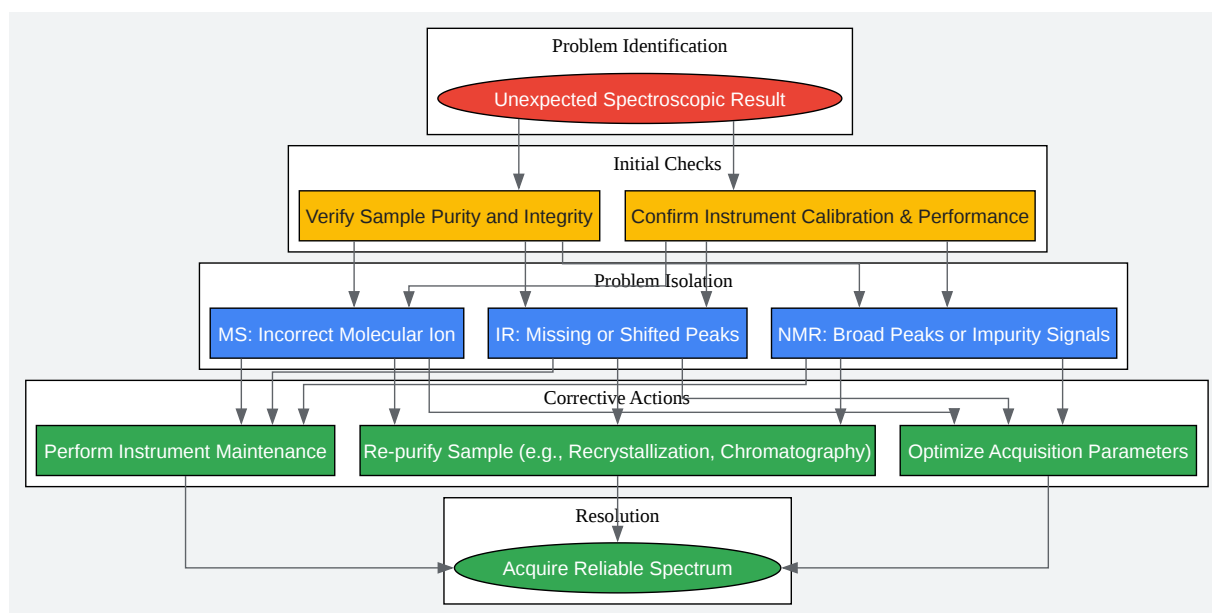 Problem Identification
Unexpected Spectroscopic Result
Initial Checks
Verify Sample Purity and Integrity
Confirm Instrument Calibration & Performance
Problem Isolation
MS: Incorrect Molecular Ion
IR: Missing or Shifted Peaks
NMR: Broad Peaks or Impurity Signals
Corrective Actions
Perform Instrument Maintenance
Re-purify Sample (e.g., Recrystallization, Chromatography)
Optimize Acquisition Parameters
Resolution
Acquire Reliable Spectrum